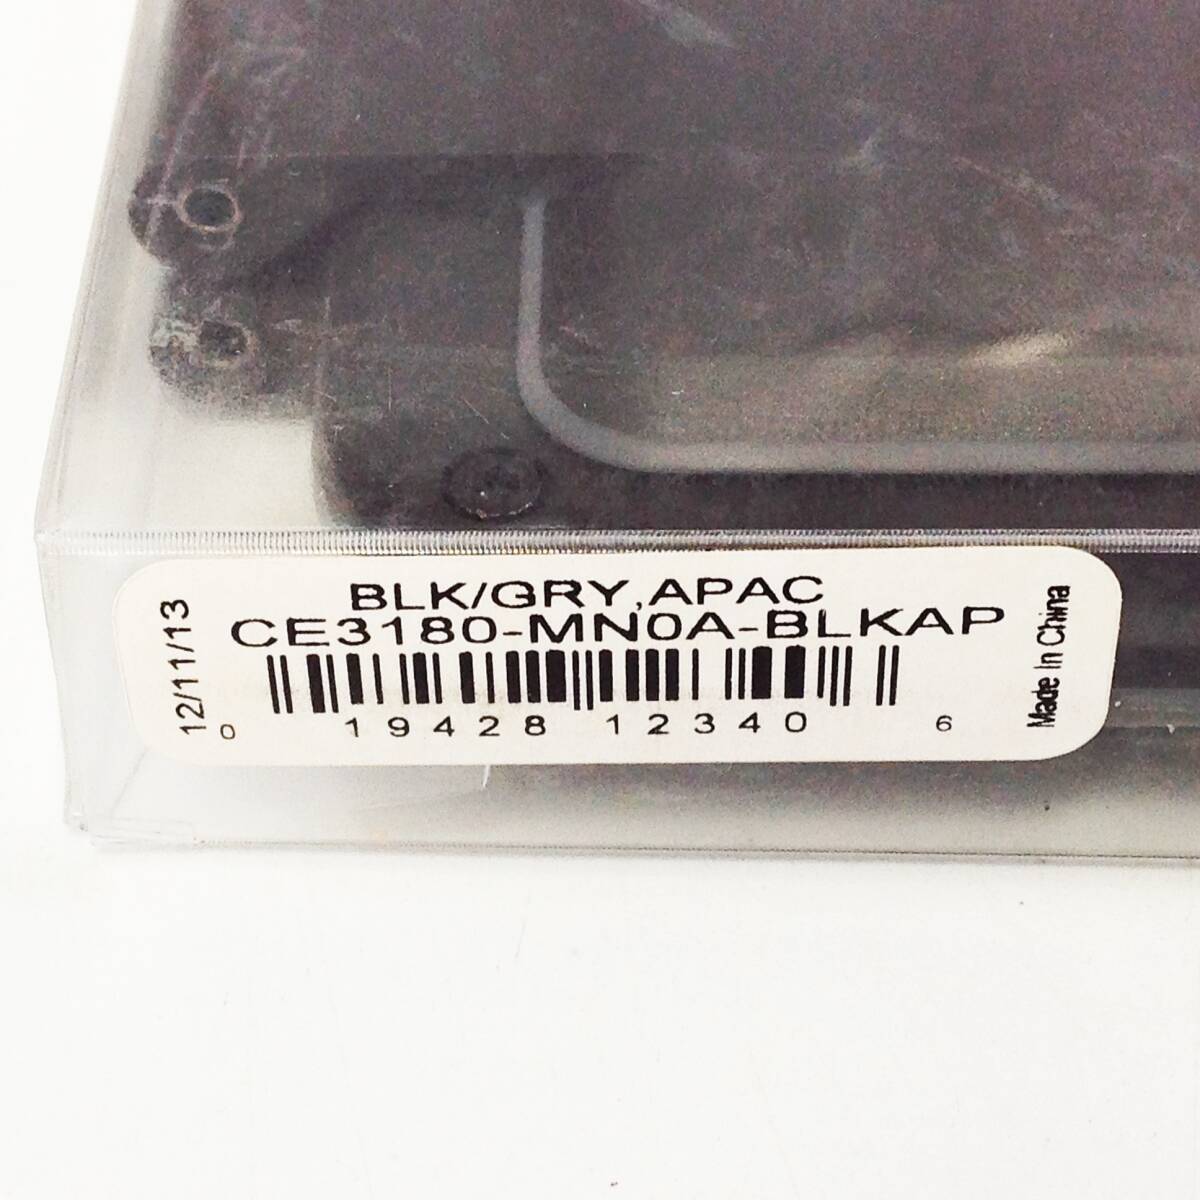 BLK/GRY,APAC
CE3180-MN0A-BLKAP
12/11/13
0 19428 12340 6
Made In China